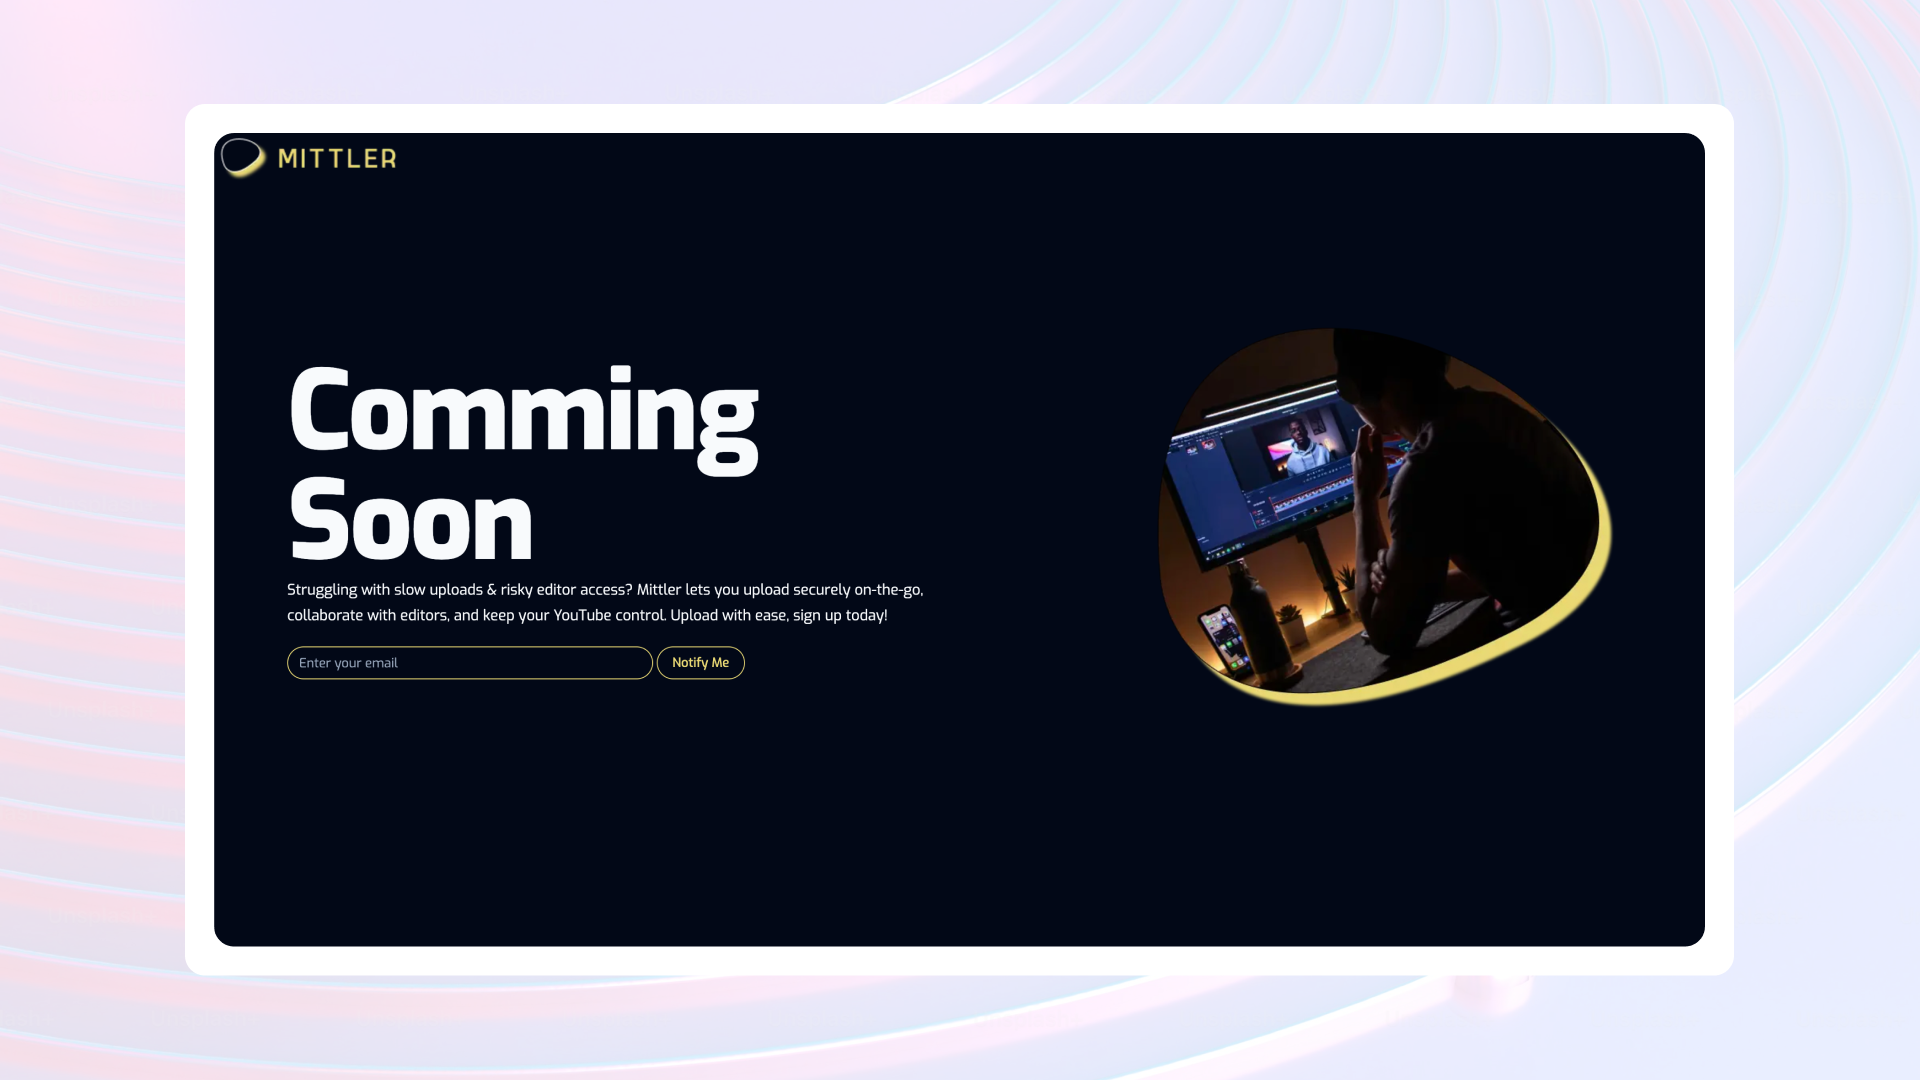 MITTLER
Comming
Soon
Struggling with slow uploads & risky editor access? Mittler lets you upload securely on-the-go,
collaborate with editors, and keep your YouTube control. Upload with ease, sign up today!
Enter your email
Notify Me